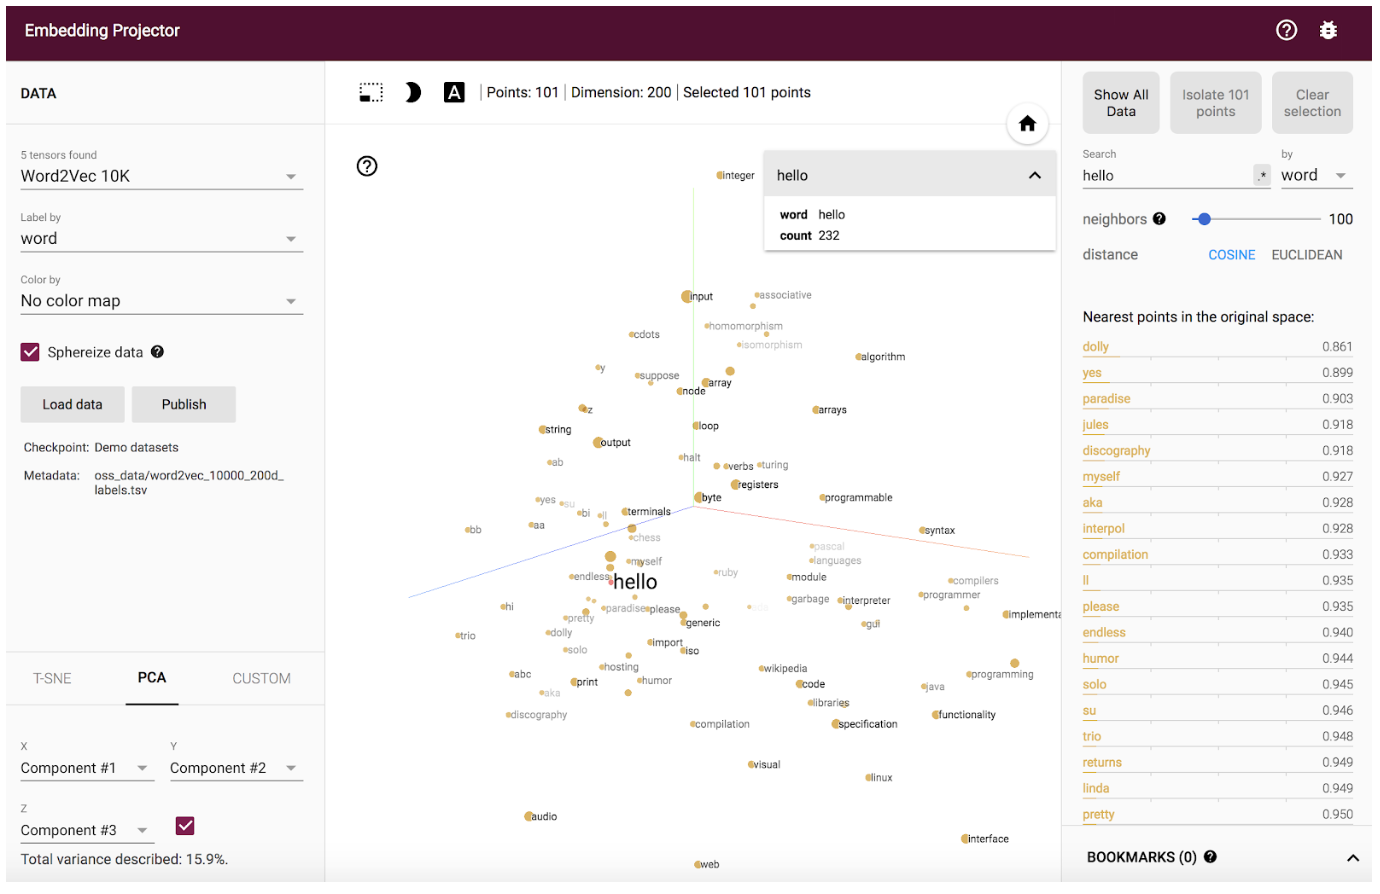 Embedding Projector
DATA
5 tensors found
Word2Vec 10K
Label by
word
Color by
No color map
Sphereize data
Load data
Publish
Checkpoint: Demo datasets
Metadata: oss_data/word2vec_10000_200d_
labels.tsv
T-SNE
PCA
CUSTOM
X
Component #1
Y
Component #2
Z
Component #3
Total variance described: 15.9%.
A
Points: 101
Dimension: 200
Selected 101 points
hello
word hello
count 232
integer
input
associative
homomorphism
isomorphism
cdots
algorithm
y
suppose
array
node
z
arrays
loop
string
output
halt
ab
verbs
turing
registers
byte
programmable
yes
su
bi
ll
terminals
bb
aa
chess
syntax
pascal
languages
myself
endless
hello
ruby
module
compilers
programmer
garbage
interpreter
hi
paradise
please
implementa
pretty
generic
gui
trio
dolly
solo
import
iso
hosting
wikipedia
programming
abc
print
humor
code
java
aka
libraries
discography
compilation
specification
functionality
visual
linux
audio
interface
web
Show All
Data
Isolate 101
points
Clear
selection
Search
hello
.*
by
word
neighbors
100
distance
COSINE
EUCLIDEAN
Nearest points in the original space:
dolly 0.861
yes 0.899
paradise 0.903
jules 0.918
discography 0.918
myself 0.927
aka 0.928
interpol 0.928
compilation 0.933
ll 0.935
please 0.935
endless 0.940
humor 0.944
solo 0.945
su 0.946
trio 0.948
returns 0.949
linda 0.949
pretty 0.950
BOOKMARKS (0)